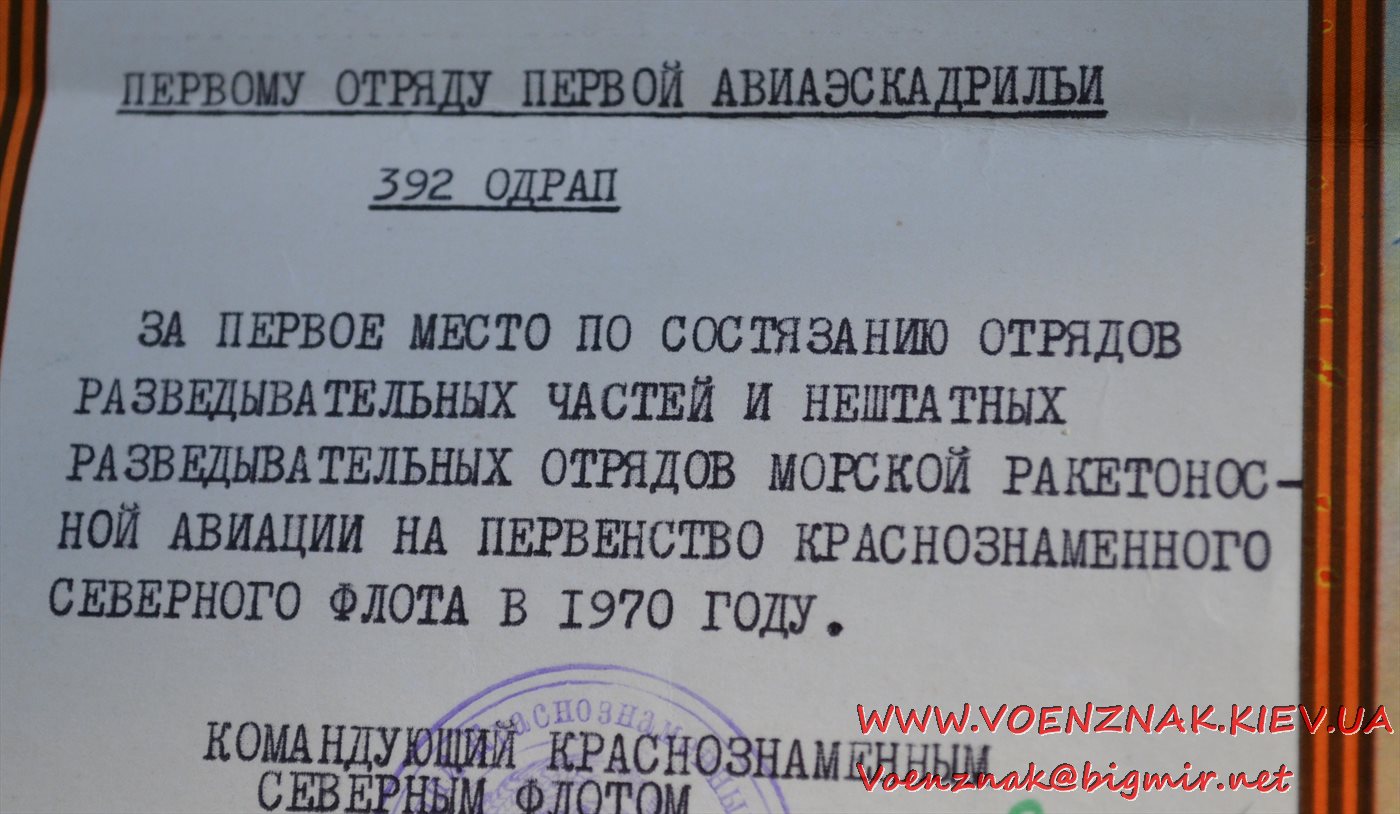 ПЕРВОМУ ОТРЯДУ ПЕРВОЙ АВИАЭСКАДРИЛЬИ
392 ОДРАП
ЗА ПЕРВОЕ МЕСТО ПО СОСТЯЗАНИЮ ОТРЯДОВ
РАЗВЕДЫВАТЕЛЬНЫХ ЧАСТЕЙ И НЕШТАТНЫХ
РАЗВЕДЫВАТЕЛЬНЫХ ОТРЯДОВ МОРСКОЙ РАКЕТОНОС-
НОЙ АВИАЦИИ НА ПЕРВЕНСТВО КРАСНОЗНАМЕННОГО
СЕВЕРНОГО ФЛОТА В I970 ГОДУ.
Краснознаменный
КОМАНДУЮЩИЙ КРАСНОЗНАМЕННЫМ
СЕВЕРНЫМ ФЛОТОМ
WWW.VOENZNAK.KIEV.UA
Voenznak@bigmir.net